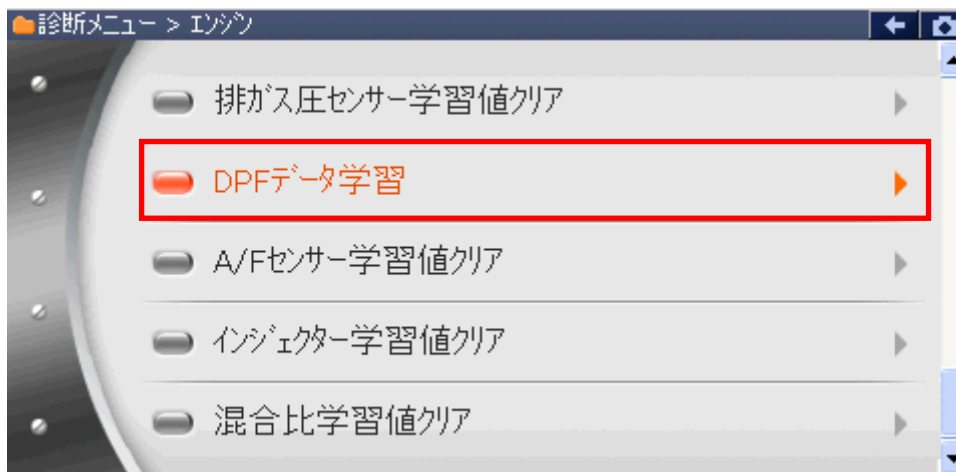 診断メニュー > エンジン
排ガス圧センサー学習値クリア
DPFデータ学習
A/Fセンサー学習値クリア
インジェクター学習値クリア
混合比学習値クリア